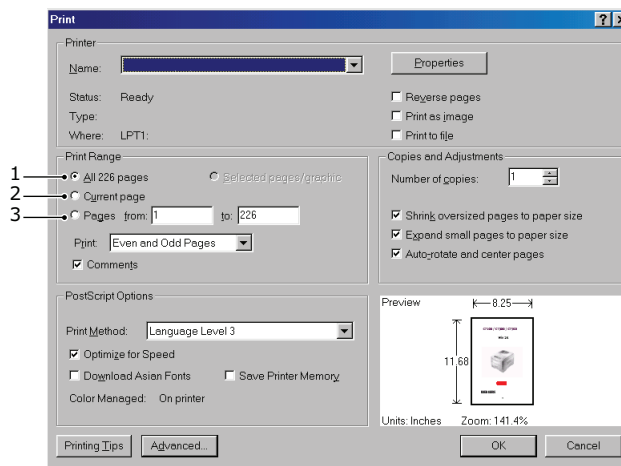 Print
Printer
Name:
Properties
Status: Ready
Reverse pages
Type:
Print as image
Where: LPT1:
Print to file
Print Range
1 All 226 pages
Selected pages/graphic
2 Current page
3 Pages from: 1 to: 226
Print: Even and Odd Pages
Comments
Copies and Adjustments
Number of copies: 1
Shrink oversized pages to paper size
Expand small pages to paper size
Auto-rotate and center pages
PostScript Options
Print Method: Language Level 3
Optimize for Speed
Download Asian Fonts
Save Printer Memory
Color Managed: On printer
Preview
8.25
11.68
Units: Inches Zoom: 141.4%
Printing Tips
Advanced...
OK
Cancel